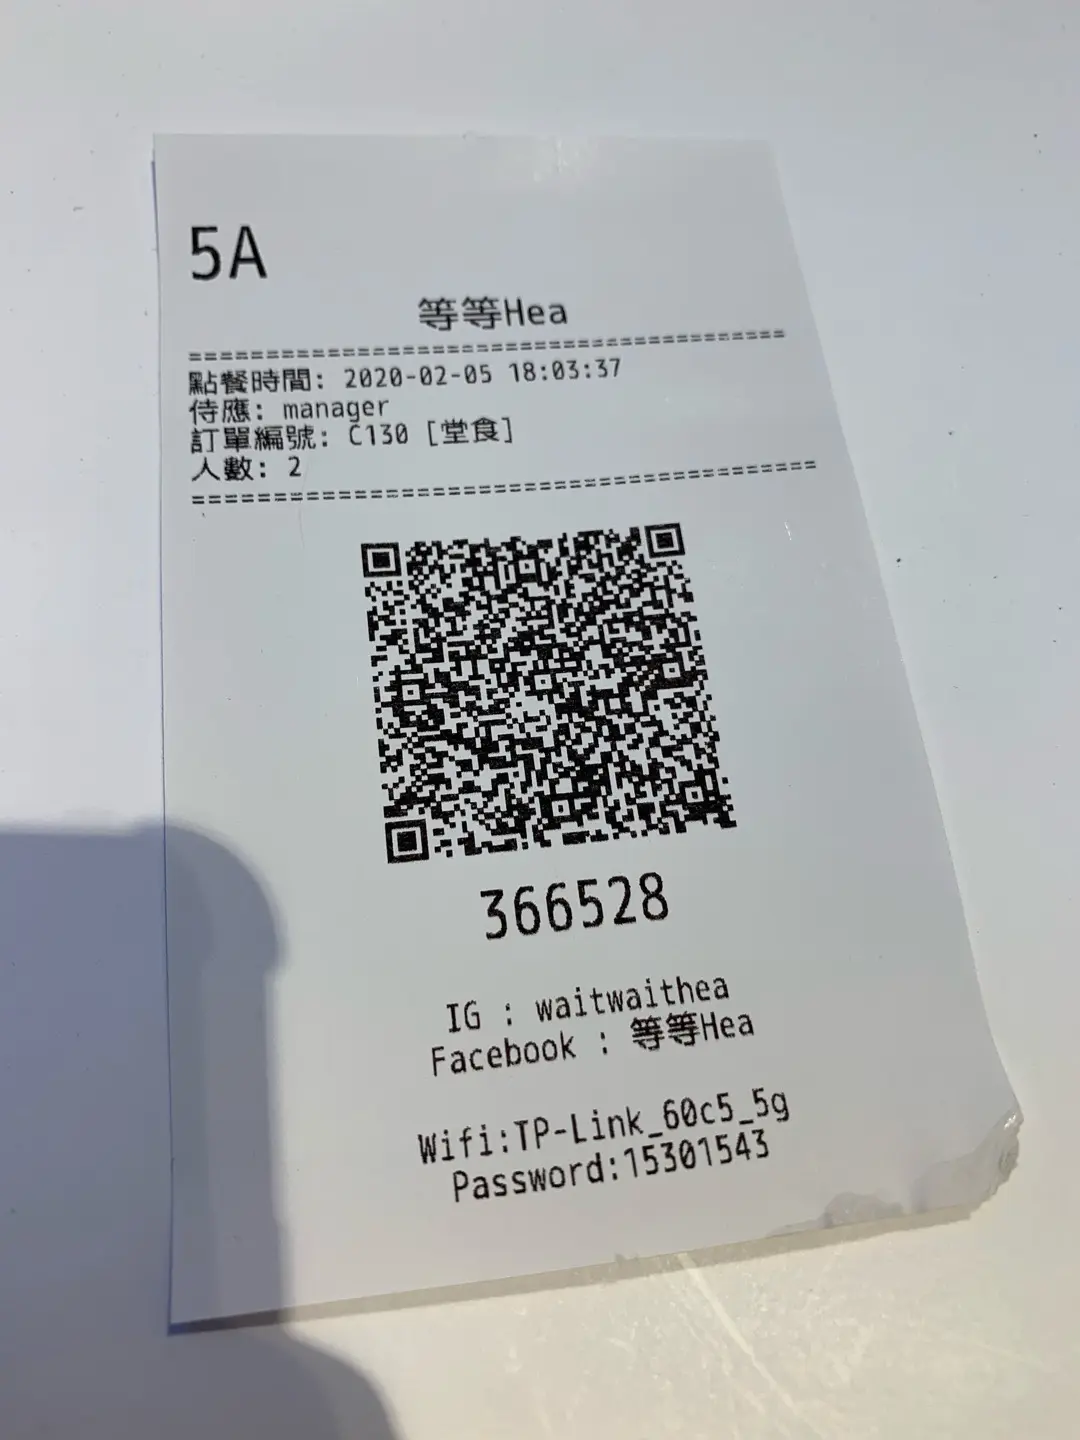 5A
等等Hea
======================================
點餐時間: 2020-02-05 18:03:37
侍應: manager
訂單編號: C130 [堂食]
人數: 2
======================================
366528
IG : waitwaithea
Facebook : 等等Hea
Wifi:TP-Link_60c5_5g
Password:15301543